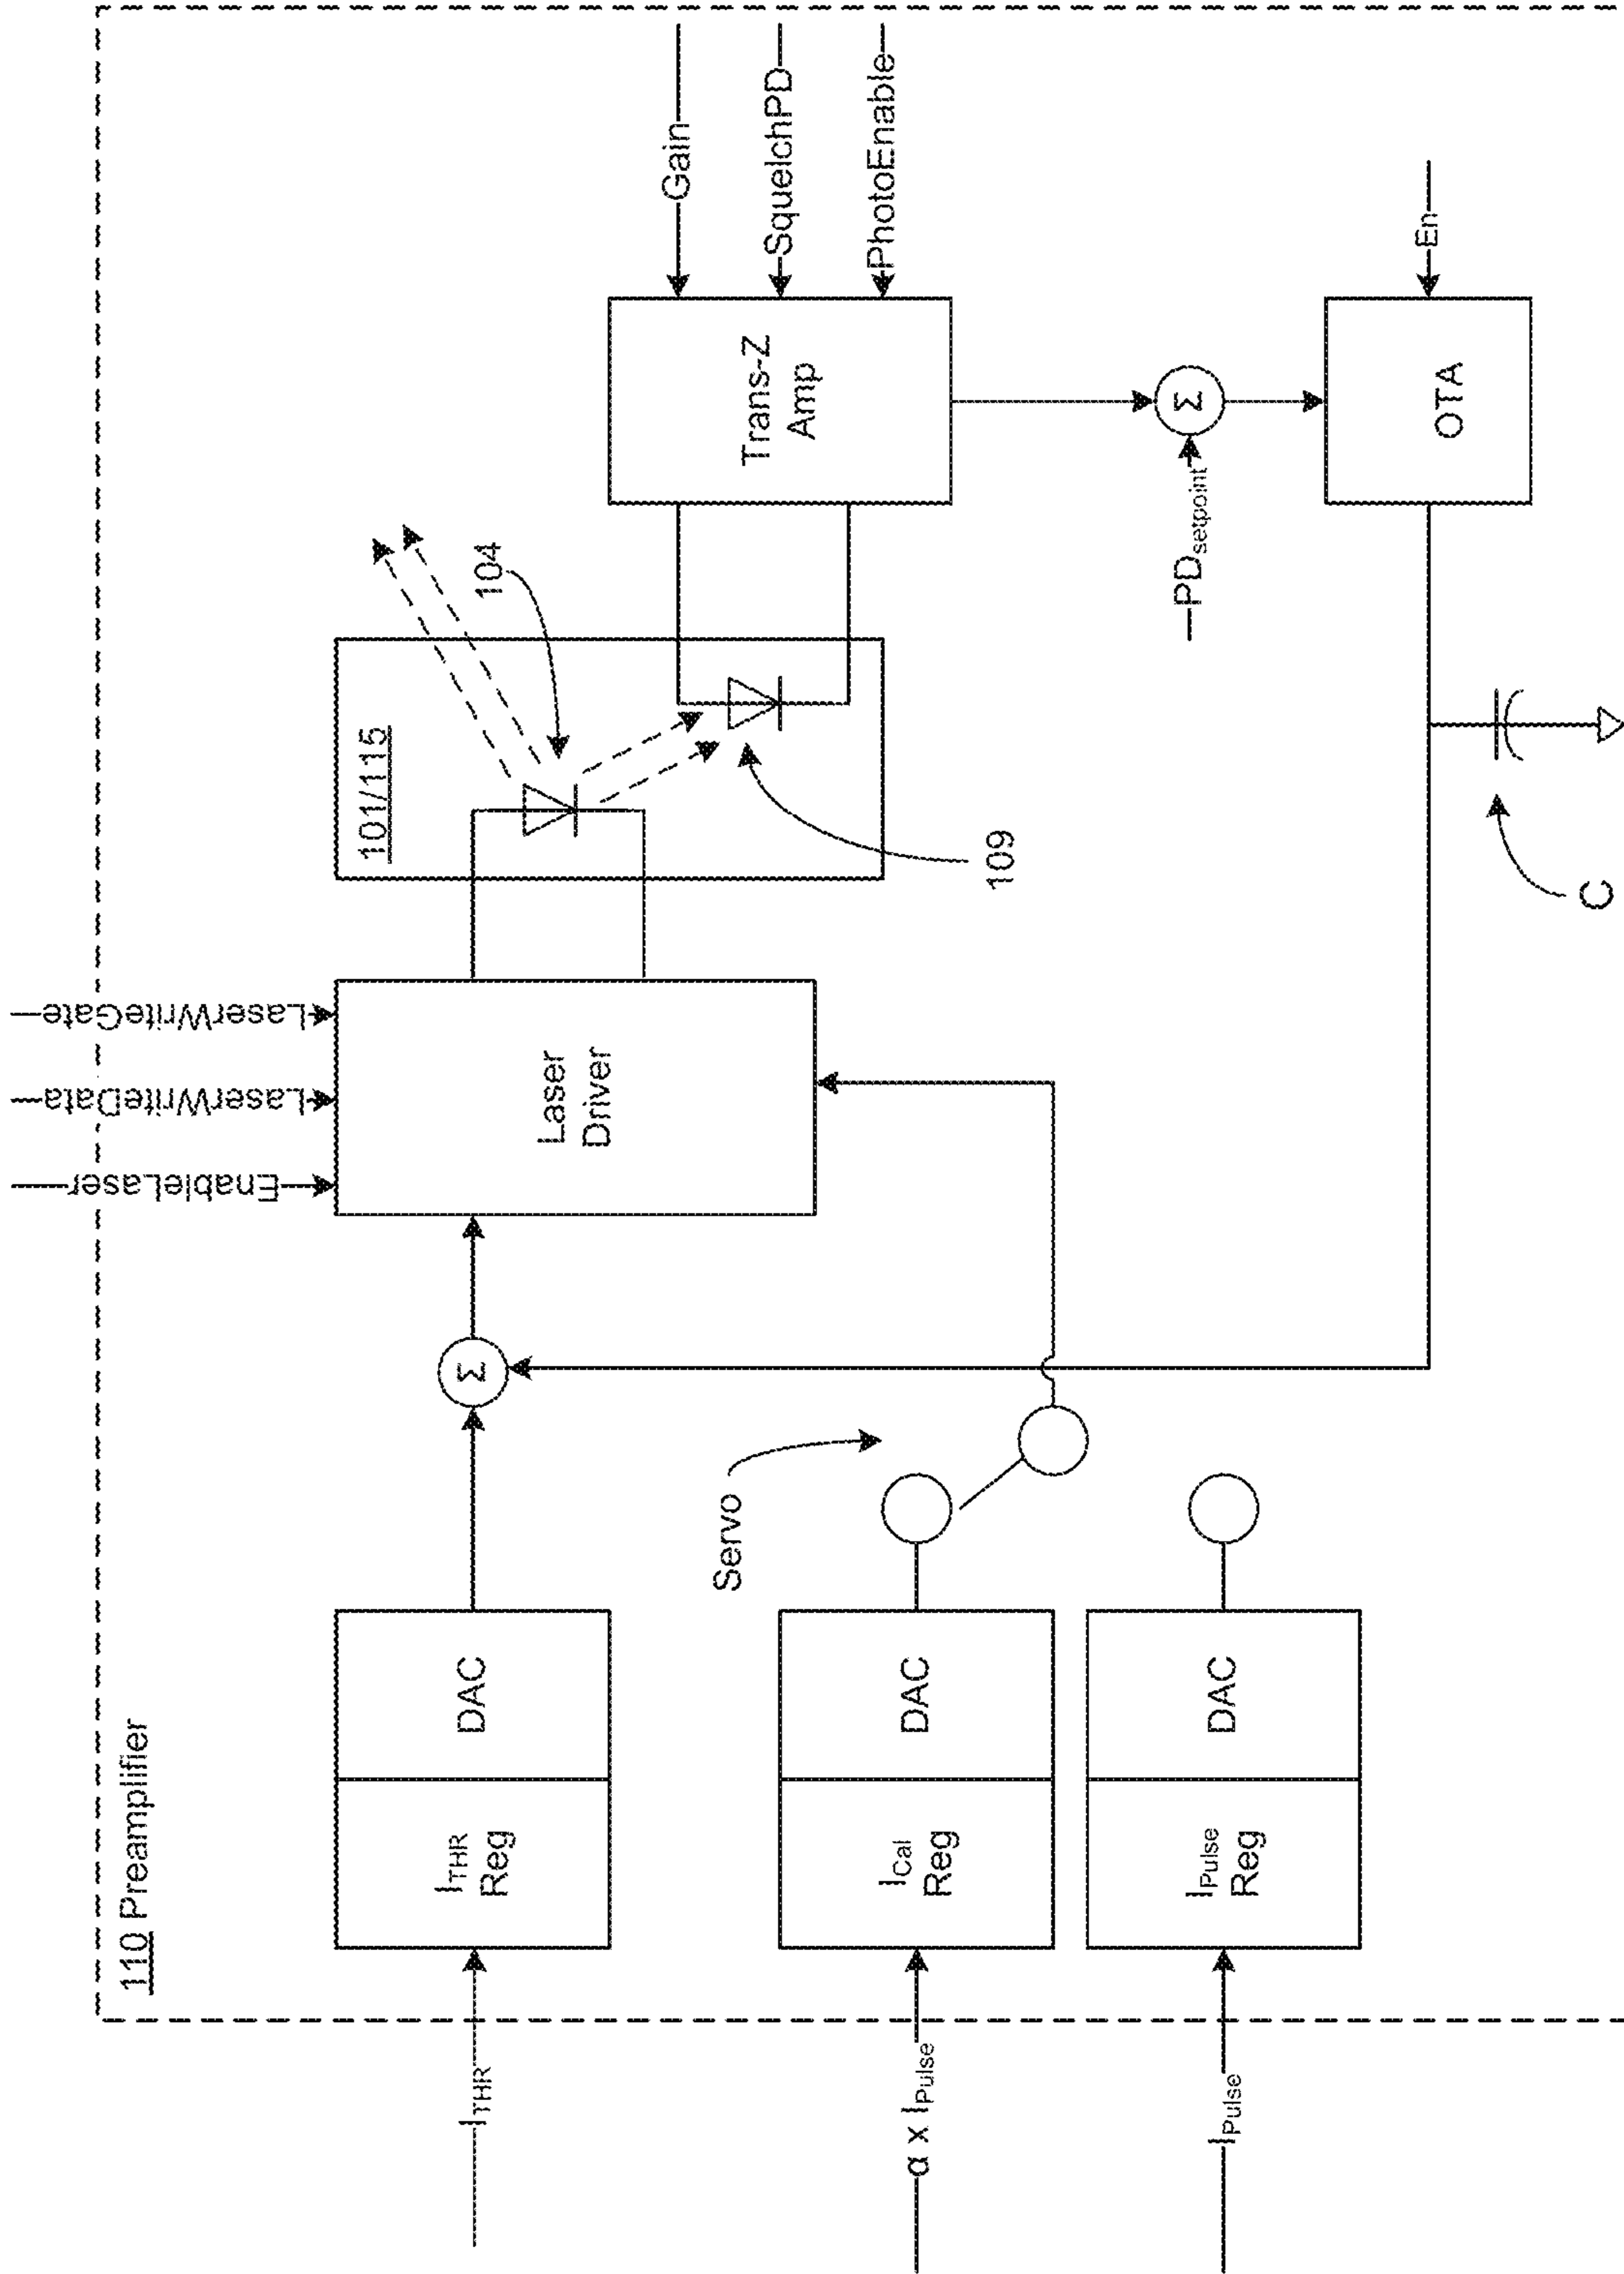 110 Preamplifier
EnableLaser
LaserWriteData
LaserWriteGate
I_THR
I_THR
Reg
DAC
Σ
Laser
Driver
101/115
104
109
Trans-Z
Amp
Gain
SquelchPD
PhotoEnable
Servo
α x I_Pulse
I_Cal
Reg
DAC
I_Pulse
I_Pulse
Reg
DAC
PD_setpoint
Σ
OTA
En
C